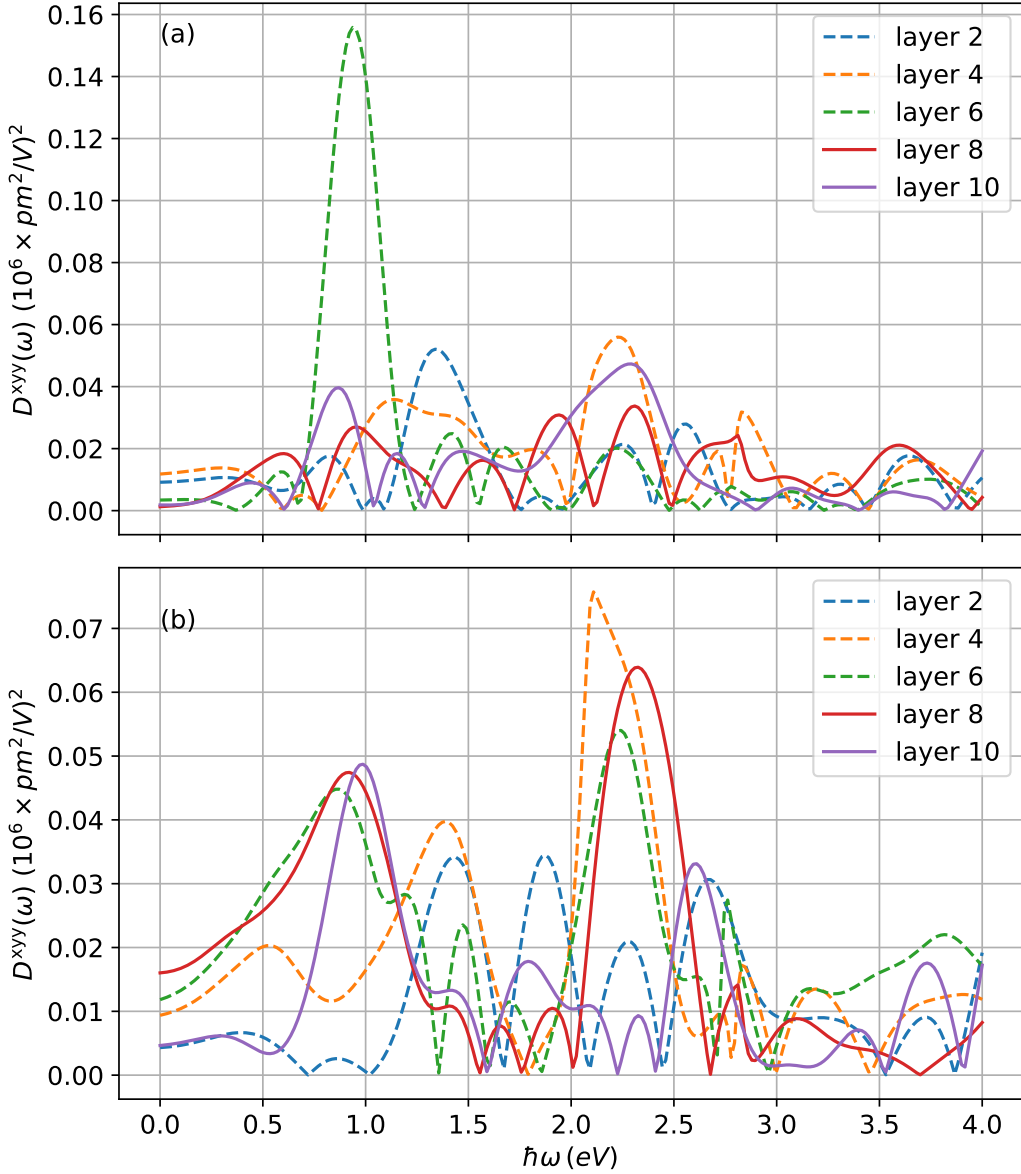 (a)
layer 2
layer 4
layer 6
layer 8
layer 10
0.16
0.14
0.12
0.10
0.08
0.06
0.04
0.02
0.00
D^xyy(ω) (10^6 × pm^2/V)^2
(b)
layer 2
layer 4
layer 6
layer 8
layer 10
0.07
0.06
0.05
0.04
0.03
0.02
0.01
0.00
D^xyy(ω) (10^6 × pm^2/V)^2
0.0 0.5 1.0 1.5 2.0 2.5 3.0 3.5 4.0
ħω (eV)